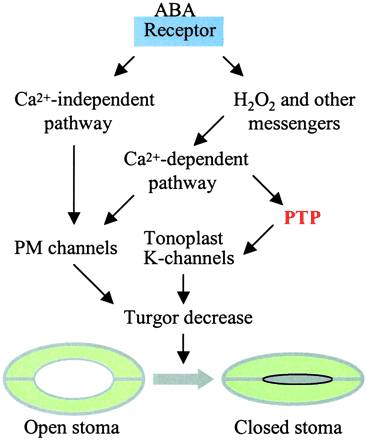 ABA
Receptor
Ca²⁺-independent
pathway
H₂O₂ and other
messengers
Ca²⁺-dependent
pathway
PTP
PM channels
Tonoplast
K-channels
Turgor decrease
Open stoma
Closed stoma